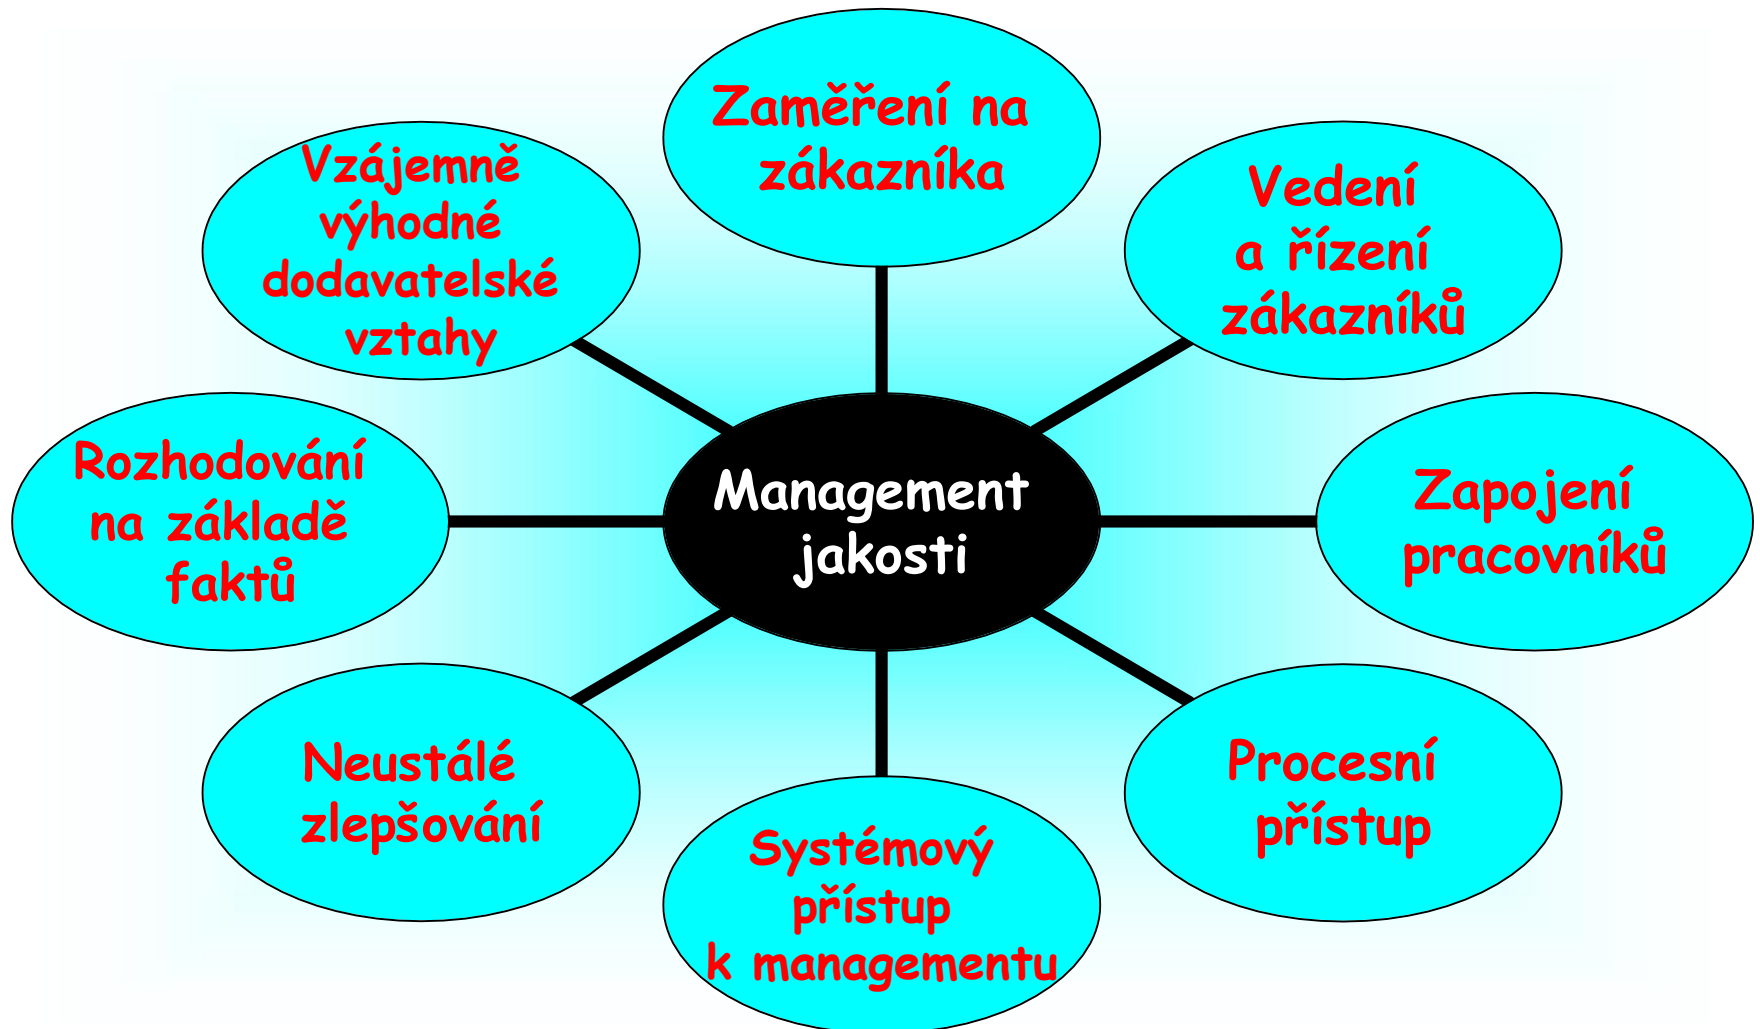 Zaměření na
zákazníka
Vedení
a řízení
zákazníků
Zapojení
pracovníků
Procesní
přístup
Systémový
přístup
k managementu
Neustálé
zlepšování
Rozhodování
na základě
faktů
Vzájemně
výhodné
dodavatelské
vztahy
Management
jakosti